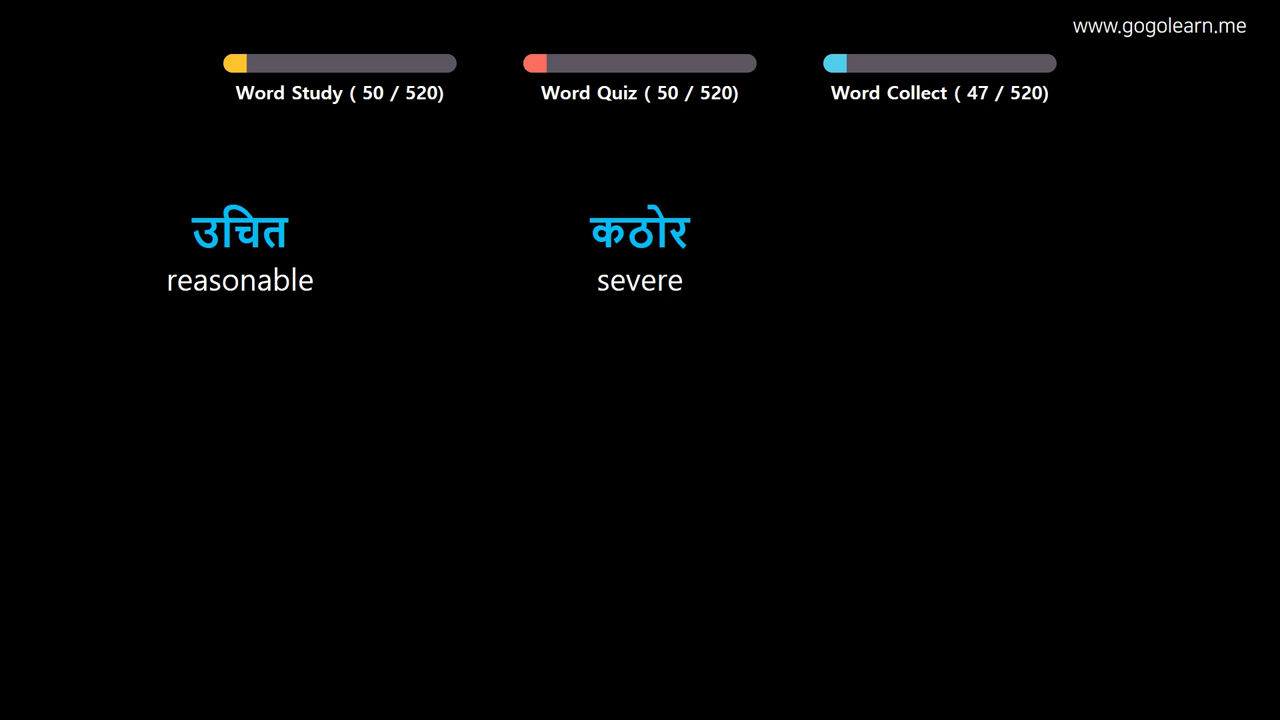 www.gogolearn.me
Word Study ( 50 / 520)
Word Quiz ( 50 / 520)
Word Collect ( 47 / 520)
उचित
reasonable
कठोर
severe